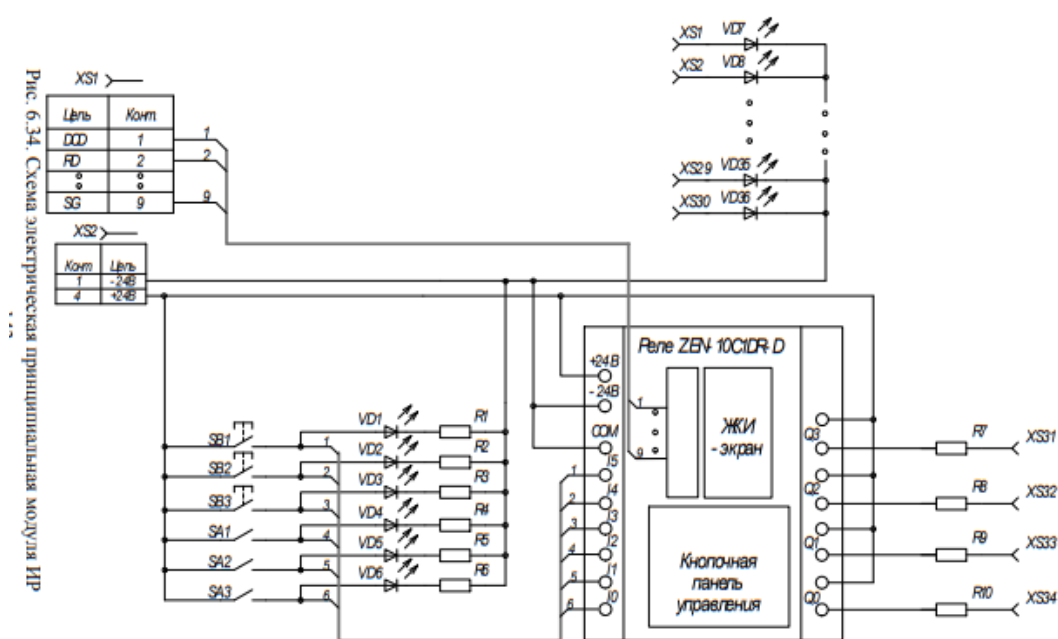 XS1 VD7
XS2 VD8
XS29 VD35
XS30 VD36
XS1
Цепь Конт
DCD 1
RD 2
SG 9
1
2
9
XS2
Конт Цепь
1 -24В
4 +24В
Рис. 6.34. Схема электрическая принципиальная модуля ИР
Реле ZEN-10C1DR-D
+24В
-24В
COM
I5
I4
I3
I2
I1
I0
1
9
ЖКИ
- экран
Кнопочная
панель
управления
Q3
Q2
Q1
Q0
R7 XS31
R8 XS32
R9 XS33
R10 XS34
SB1 1 VD1 R1
SB2 2 VD2 R2
SB3 3 VD3 R3
SA1 4 VD4 R4
SA2 5 VD5 R5
SA3 6 VD6 R6
1
2
3
4
5
6